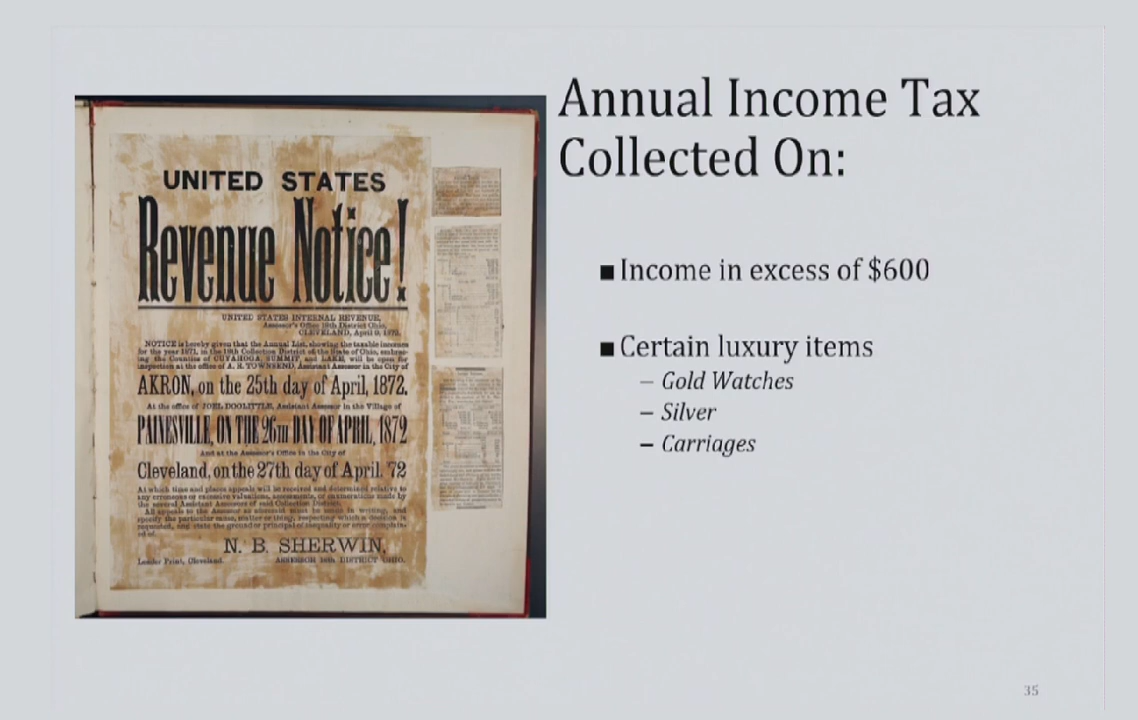 UNITED STATES
Revenue Notice!
UNITED STATES INTERNAL REVENUE,
Assessor's Office 18th District Ohio,
CLEVELAND, April 9, 1872.
NOTICE is hereby given that the Annual List, showing the taxable incomes
for the year 1871, in the 18th Collection District of the State of Ohio, embrac-
ing the Counties of CUYAHOGA, SUMMIT, and LAKE, will be open for
inspection at the office of A. H. TOWNSEND, Assistant Assessor in the City of
AKRON, on the 25th day of April, 1872.
At the office of JOEL DOOLITTLE, Assistant Assessor in the Village of
PAINESVILLE, ON THE 26TH DAY OF APRIL, 1872
And at the Assessor's Office in the City of
Cleveland, on the 27th day of April, '72
At which time and places appeals will be received and determined relative to
any erroneous or excessive valuations, assessments, or enumerations made by
the several Assistant Assessors of said Collection District.
All appeals to the Assessor as aforesaid must be made in writing, and
specify the particular cause, matter or thing, respecting which a decision is
requested, and state the ground or principal of inequality or error complain-
ed of.
N. B. SHERWIN,
Leader Print, Cleveland. ASSESSOR 18th DISTRICT OHIO.
Annual Income Tax
Collected On:
■ Income in excess of $600
■ Certain luxury items
– Gold Watches
– Silver
– Carriages
35